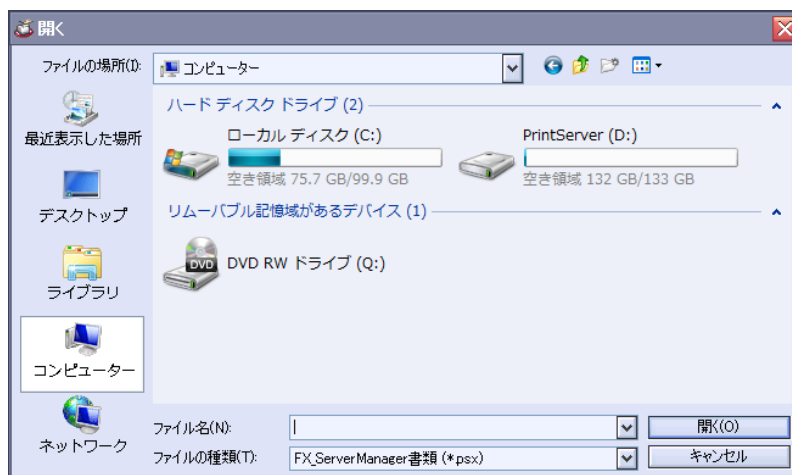 開く
ファイルの場所(I):
コンピューター
最近表示した場所
デスクトップ
ライブラリ
コンピューター
ネットワーク
ハード ディスク ドライブ (2)
ローカル ディスク (C:)
空き領域 75.7 GB/99.9 GB
PrintServer (D:)
空き領域 132 GB/133 GB
リムーバブル記憶域があるデバイス (1)
DVD
DVD RW ドライブ (Q:)
ファイル名(N):
開く(O)
ファイルの種類(T):
FX_ServerManager書類 (*.psx)
キャンセル